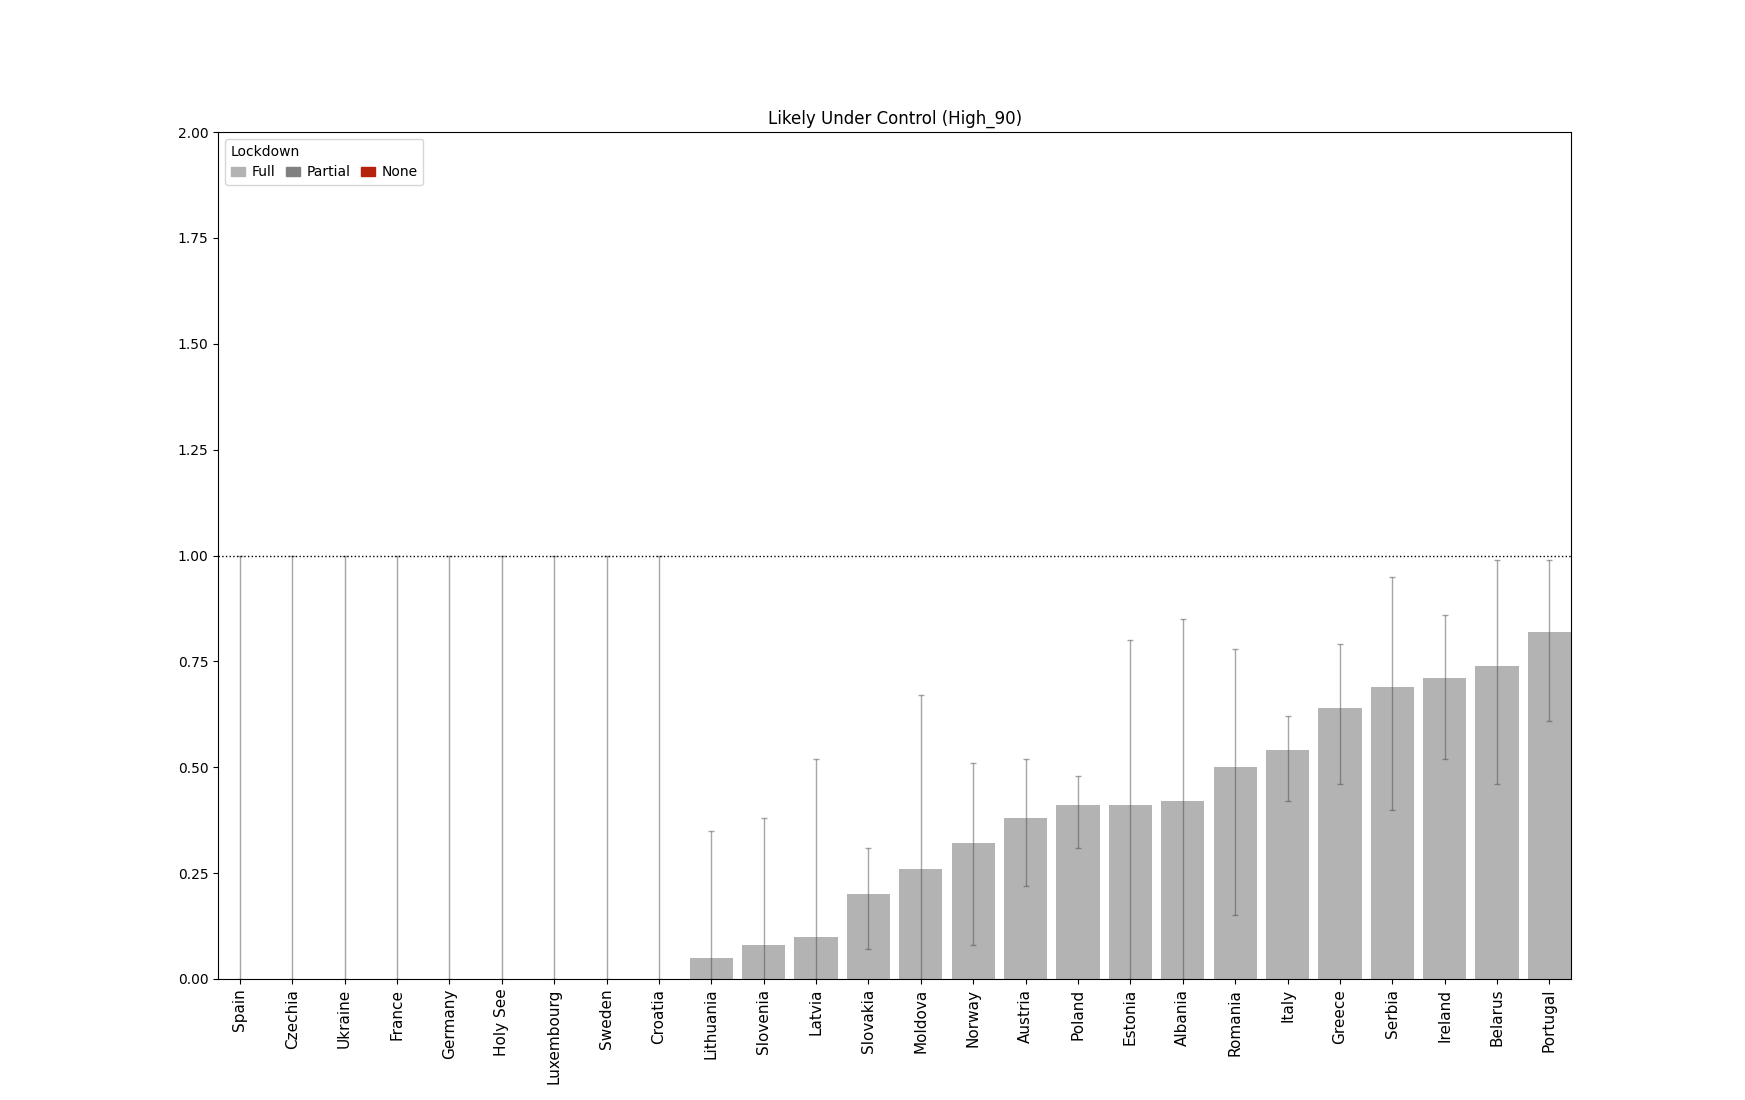 Likely Under Control (High_90)
2.00
Lockdown
Full Partial None
1.75
1.50
1.25
1.00
0.75
0.50
0.25
0.00
Spain
Czechia
Ukraine
France
Germany
Holy See
Luxembourg
Sweden
Croatia
Lithuania
Slovenia
Latvia
Slovakia
Moldova
Norway
Austria
Poland
Estonia
Albania
Romania
Italy
Greece
Serbia
Ireland
Belarus
Portugal